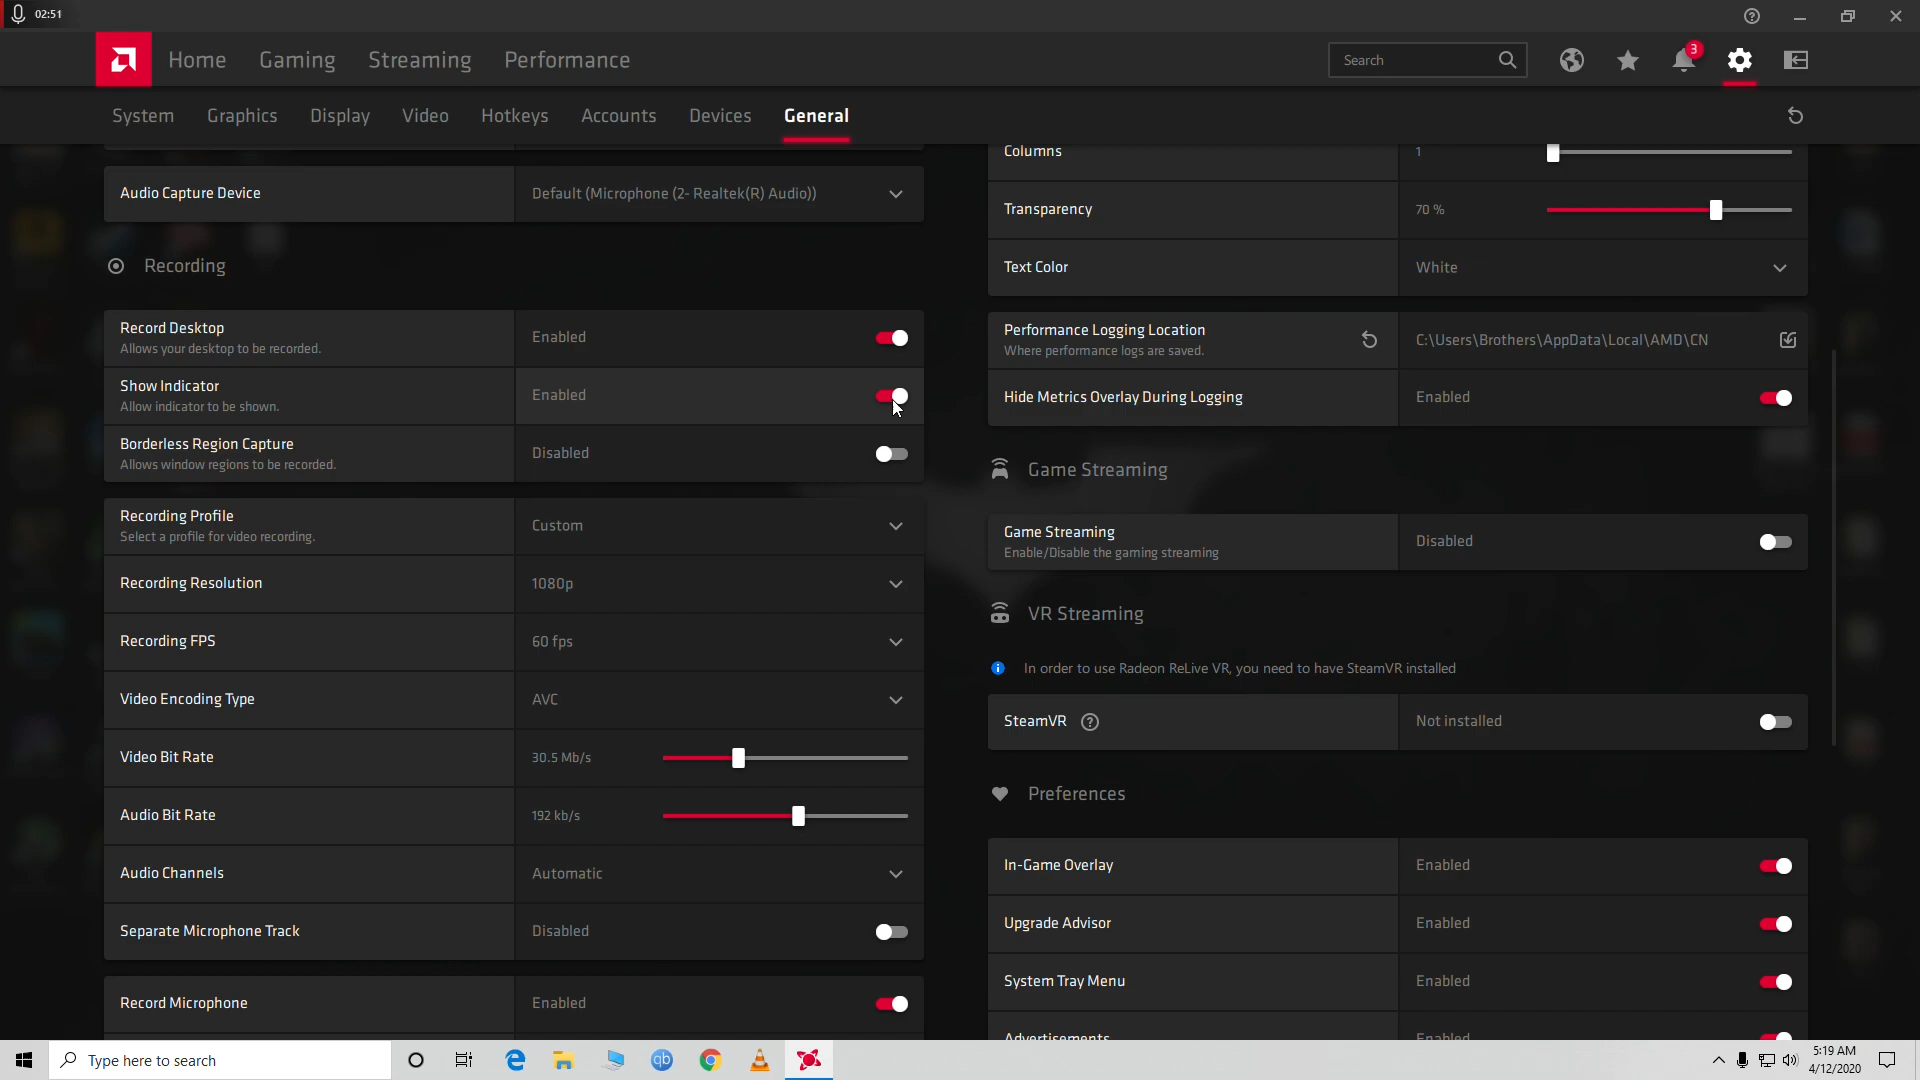 02:51
Home Gaming Streaming Performance
Search
3
System Graphics Display Video Hotkeys Accounts Devices General
Audio Capture Device Default (Microphone (2- Realtek(R) Audio))
Recording
Record Desktop
Allows your desktop to be recorded.
Enabled
Show Indicator
Allow indicator to be shown.
Enabled
Borderless Region Capture
Allows window regions to be recorded.
Disabled
Recording Profile
Select a profile for video recording.
Custom
Recording Resolution 1080p
Recording FPS 60 fps
Video Encoding Type AVC
Video Bit Rate 30.5 Mb/s
Audio Bit Rate 192 kb/s
Audio Channels Automatic
Separate Microphone Track Disabled
Record Microphone Enabled
Columns 1
Transparency 70 %
Text Color White
Performance Logging Location
Where performance logs are saved.
C:\Users\Brothers\AppData\Local\AMD\CN
Hide Metrics Overlay During Logging Enabled
Game Streaming
Game Streaming
Enable/Disable the gaming streaming
Disabled
VR Streaming
In order to use Radeon ReLive VR, you need to have SteamVR installed
SteamVR Not installed
Preferences
In-Game Overlay Enabled
Upgrade Advisor Enabled
System Tray Menu Enabled
Advertisements Enabled
Type here to search
qb
5:19 AM
4/12/2020